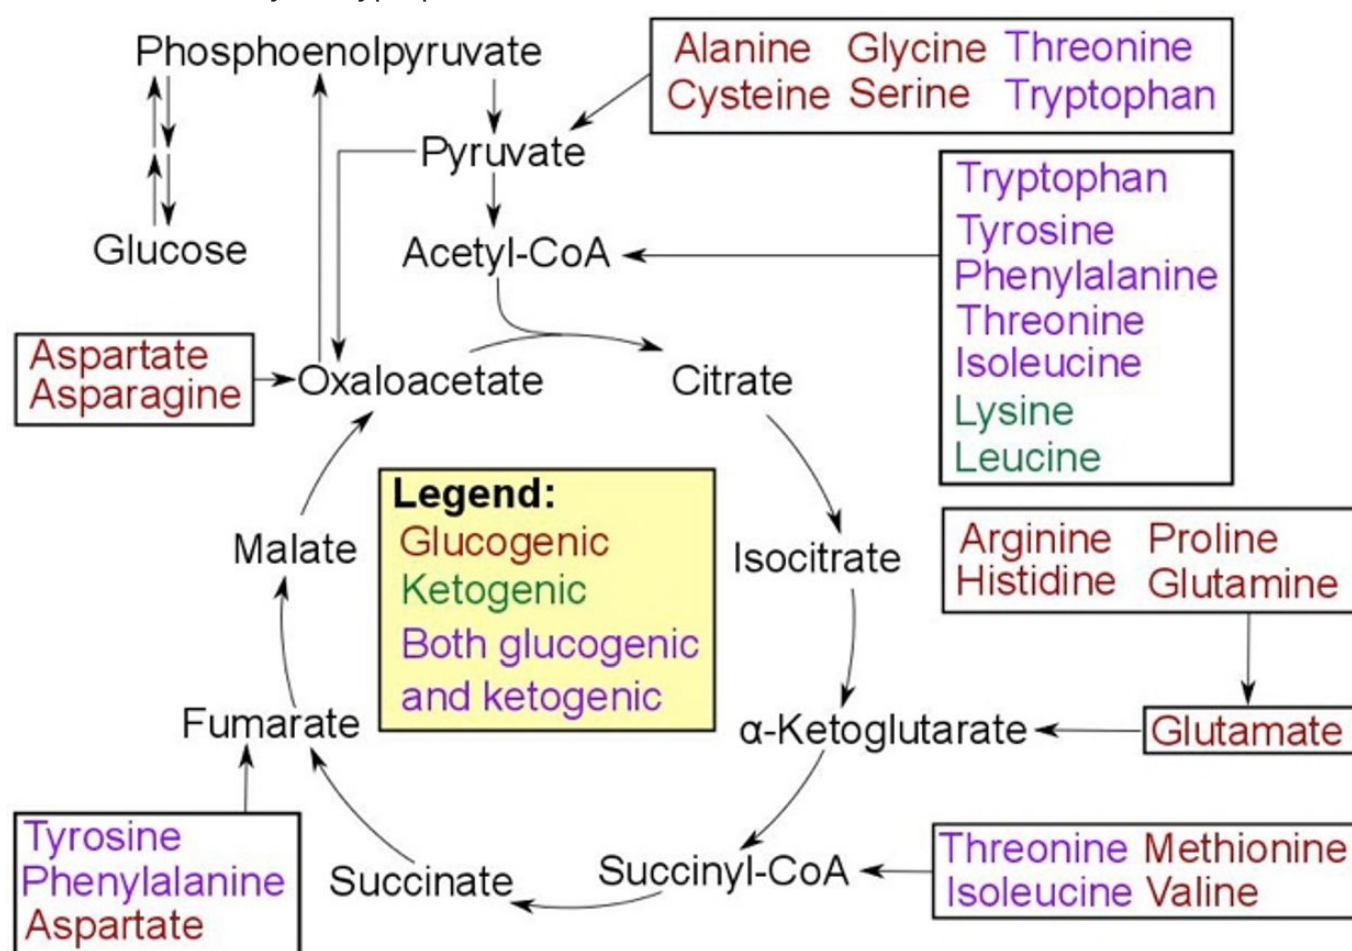 Phosphoenolpyruvate
Alanine Glycine Threonine
Cysteine Serine Tryptophan
Pyruvate
Glucose
Acetyl-CoA
Tryptophan
Tyrosine
Phenylalanine
Threonine
Isoleucine
Lysine
Leucine
Aspartate
Asparagine
Oxaloacetate
Citrate
Legend:
Glucogenic
Ketogenic
Both glucogenic
and ketogenic
Malate
Isocitrate
Arginine Proline
Histidine Glutamine
Fumarate
α-Ketoglutarate
Glutamate
Tyrosine
Phenylalanine
Aspartate
Succinate
Succinyl-CoA
Threonine Methionine
Isoleucine Valine